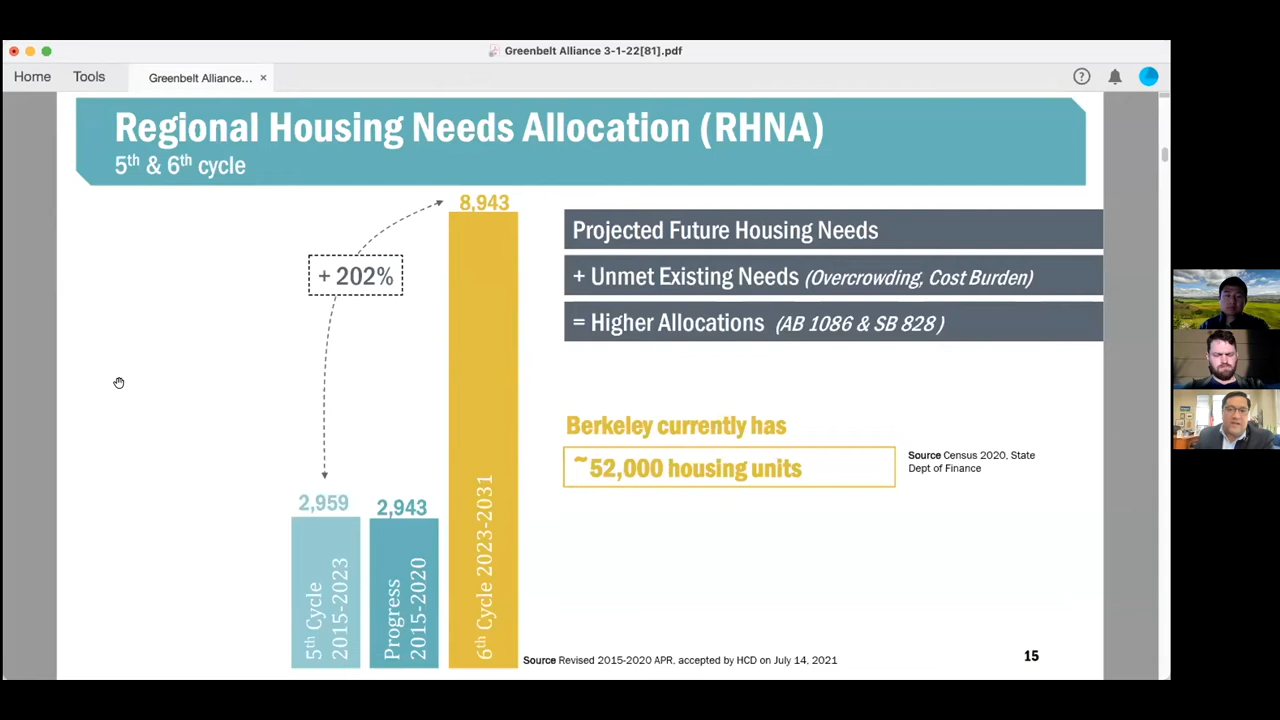 Greenbelt Alliance 3-1-22[81].pdf
Home
Tools
Greenbelt Alliance...
×
?
Regional Housing Needs Allocation (RHNA)
5th & 6th cycle
8,943
+ 202%
2,959
2,943
5th Cycle
2015-2023
Progress
2015-2020
6th Cycle 2023-2031
Projected Future Housing Needs
+ Unmet Existing Needs (Overcrowding, Cost Burden)
= Higher Allocations (AB 1086 & SB 828 )
Berkeley currently has
~52,000 housing units
Source Census 2020, State
Dept of Finance
Source Revised 2015-2020 APR, accepted by HCD on July 14, 2021
15